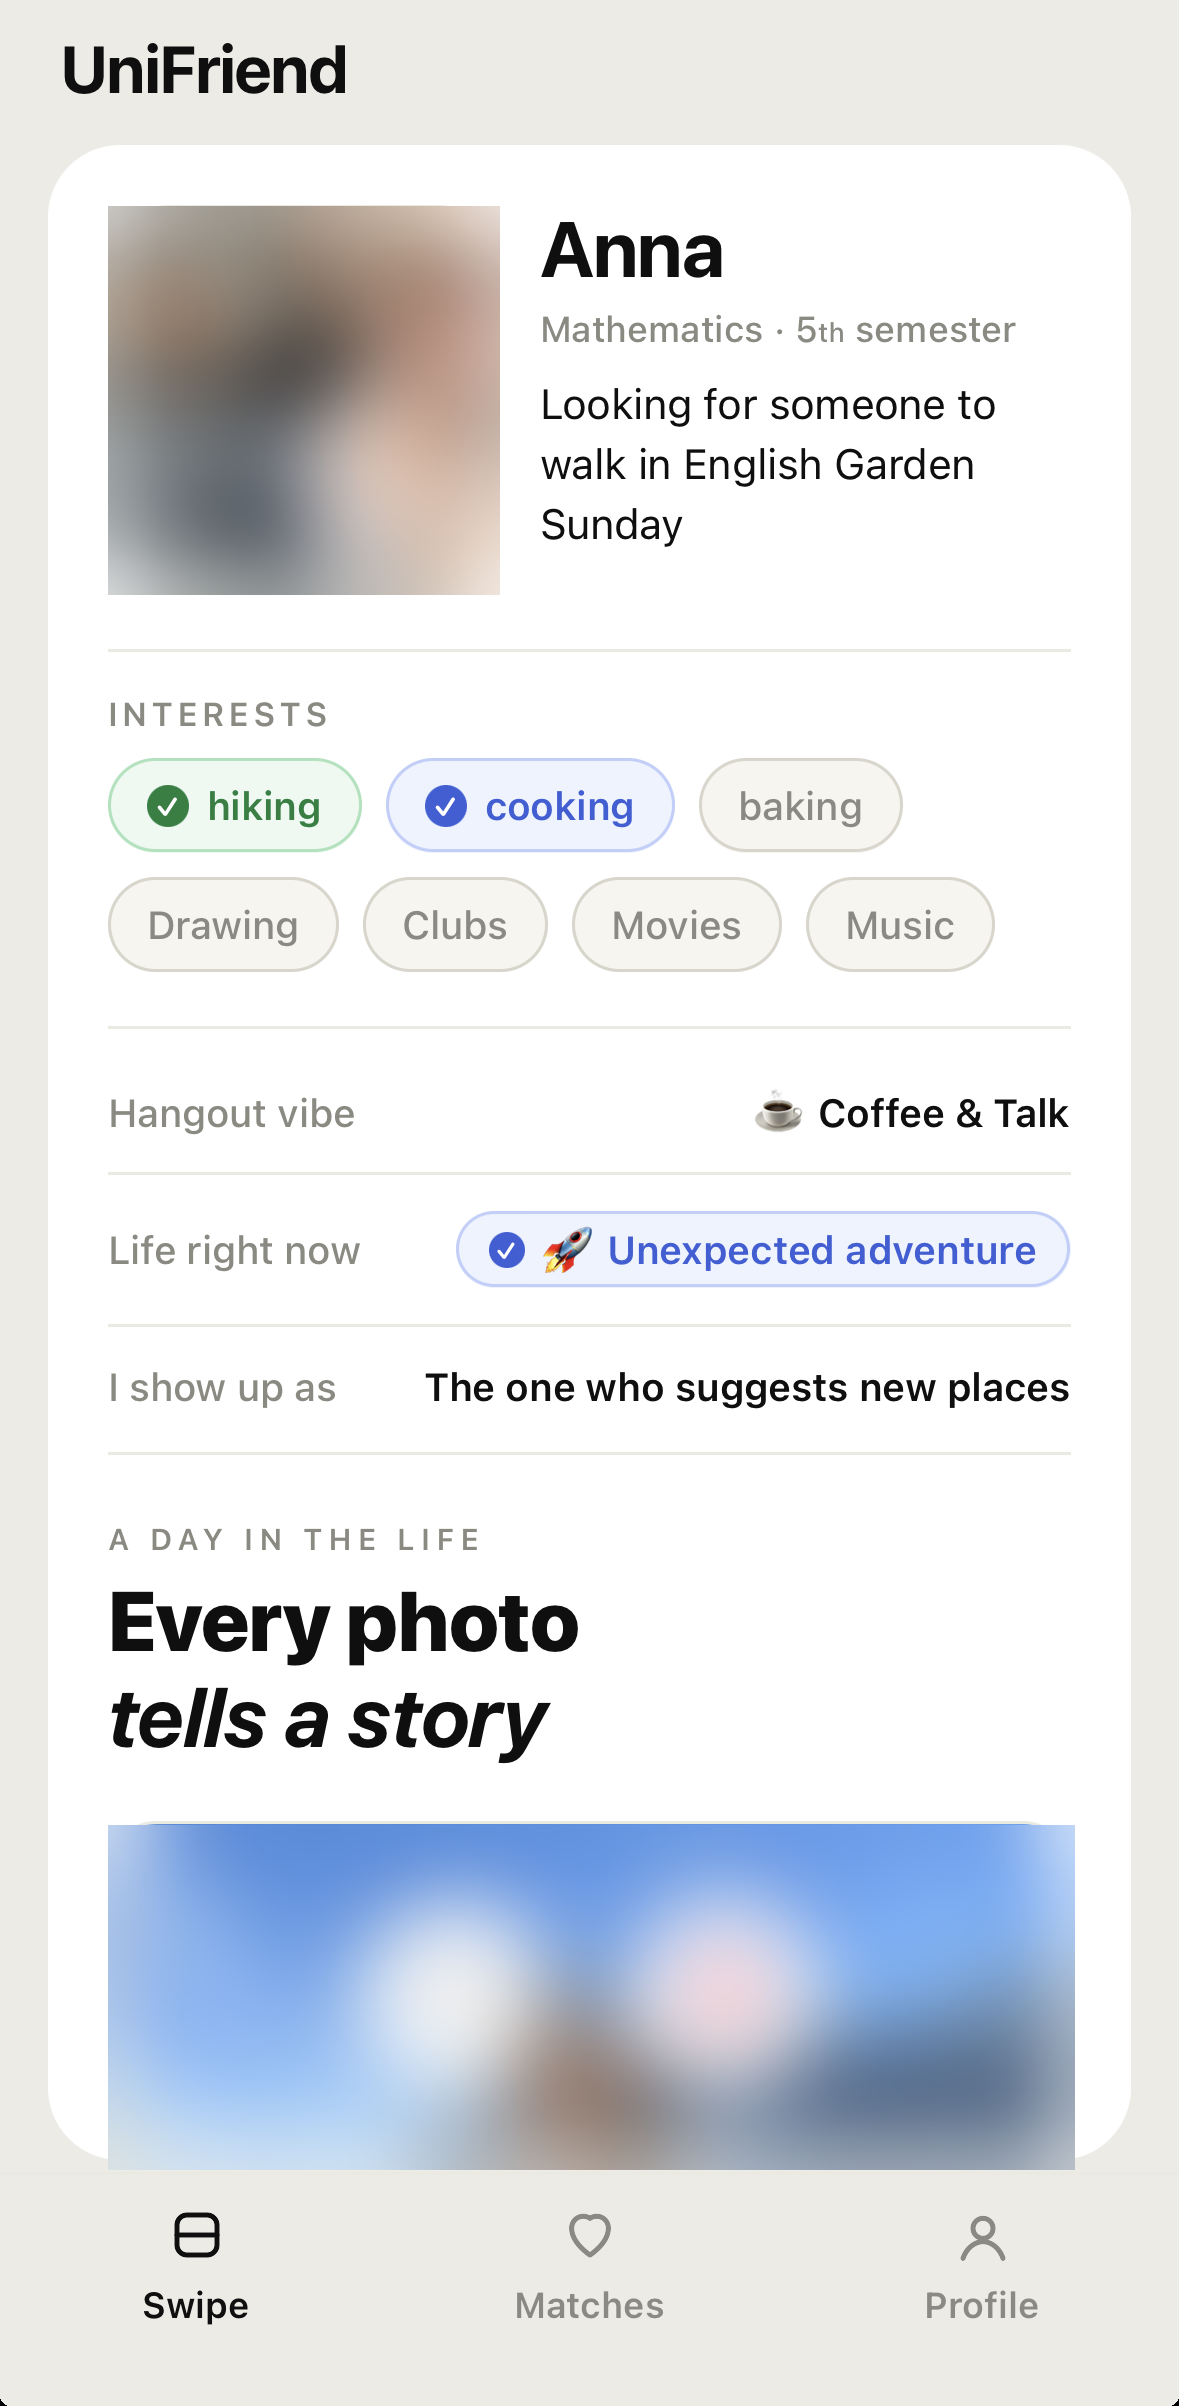 UniFriend
Anna
Mathematics · 5th semester
Looking for someone to
walk in English Garden
Sunday
INTERESTS
hiking cooking baking
Drawing Clubs Movies Music
Hangout vibe ☕ Coffee & Talk
Life right now 🚀 Unexpected adventure
I show up as The one who suggests new places
A DAY IN THE LIFE
Every photo
tells a story
Swipe Matches Profile